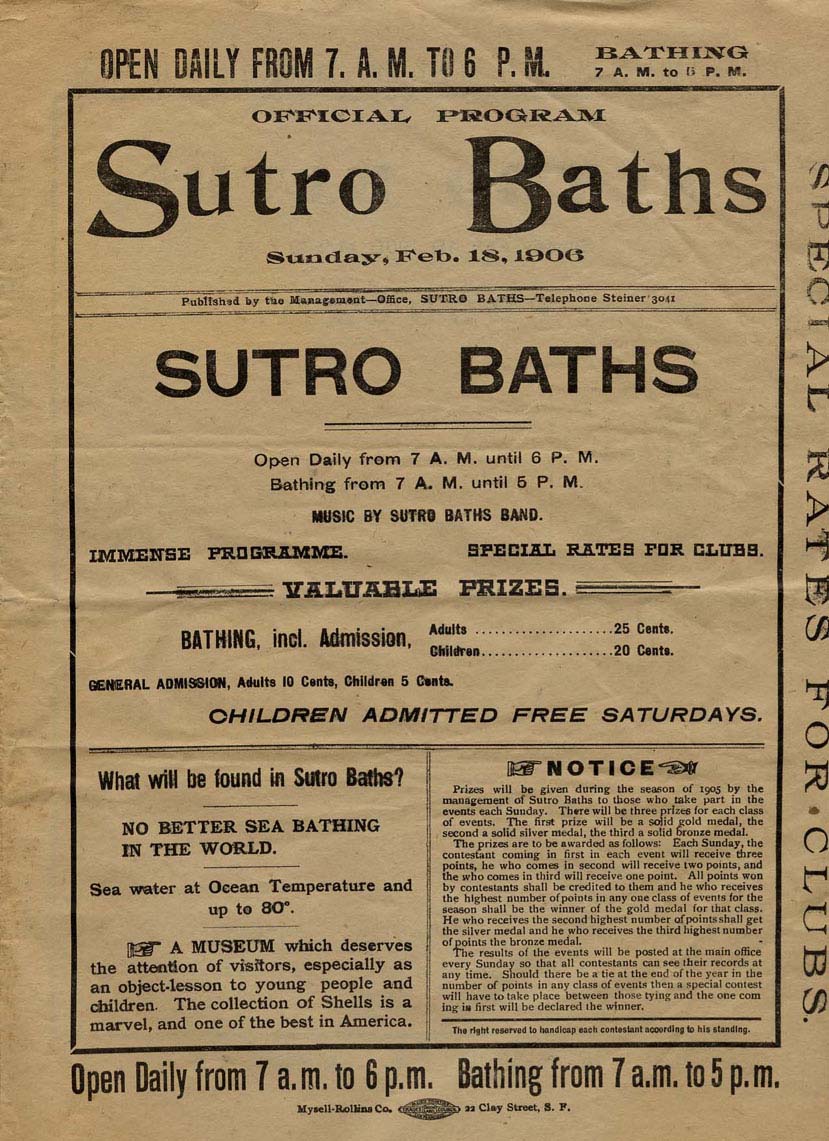 OPEN DAILY FROM 7. A. M. TO 6 P. M.
BATHING
7 A. M. to 5 P. M.
OFFICIAL PROGRAM
Sutro Baths
Sunday, Feb. 18, 1906
Published by the Management—Office, SUTRO BATHS—Telephone Steiner 3041
SUTRO BATHS
Open Daily from 7 A. M. until 6 P. M.
Bathing from 7 A. M. until 5 P. M.
MUSIC BY SUTRO BATHS BAND.
IMMENSE PROGRAMME. SPECIAL RATES FOR CLUBS.
VALUABLE PRIZES.
BATHING, incl. Admission,
Adults ....................25 Cents.
Children...................20 Cents.
GENERAL ADMISSION, Adults 10 Cents, Children 5 Cents.
CHILDREN ADMITTED FREE SATURDAYS.
What will be found in Sutro Baths?
NO BETTER SEA BATHING
IN THE WORLD.
Sea water at Ocean Temperature and
up to 80°.
☞ A MUSEUM which deserves
the attention of visitors, especially as
an object-lesson to young people and
children. The collection of Shells is a
marvel, and one of the best in America.
☞ NOTICE ☜
Prizes will be given during the season of 1905 by the
management of Sutro Baths to those who take part in the
events each Sunday. There will be three prizes for each class
of events. The first prize will be a solid gold medal, the
second a solid silver medal, the third a solid bronze medal.
The prizes are to be awarded as follows: Each Sunday, the
contestant coming in first in each event will receive three
points, he who comes in second will receive two points, and
the who comes in third will receive one point. All points won
by contestants shall be credited to them and he who receives
the highest number of points in any one class of events for the
season shall be the winner of the gold medal for that class.
He who receives the second highest number of points shall get
the silver medal and he who receives the third highest number
of points the bronze medal.
The results of the events will be posted at the main office
every Sunday so that all contestants can see their records at
any time. Should there be a tie at the end of the year in the
number of points in any class of events then a special contest
will have to take place between those tying and the one com
ing in first will be declared the winner.
The right reserved to handicap each contestant according to his standing.
Open Daily from 7 a.m. to 6 p.m. Bathing from 7 a.m. to 5 p.m.
Mysell-Rollins Co. 22 Clay Street, S. F.
SPECIAL RATES FOR CLUBS.